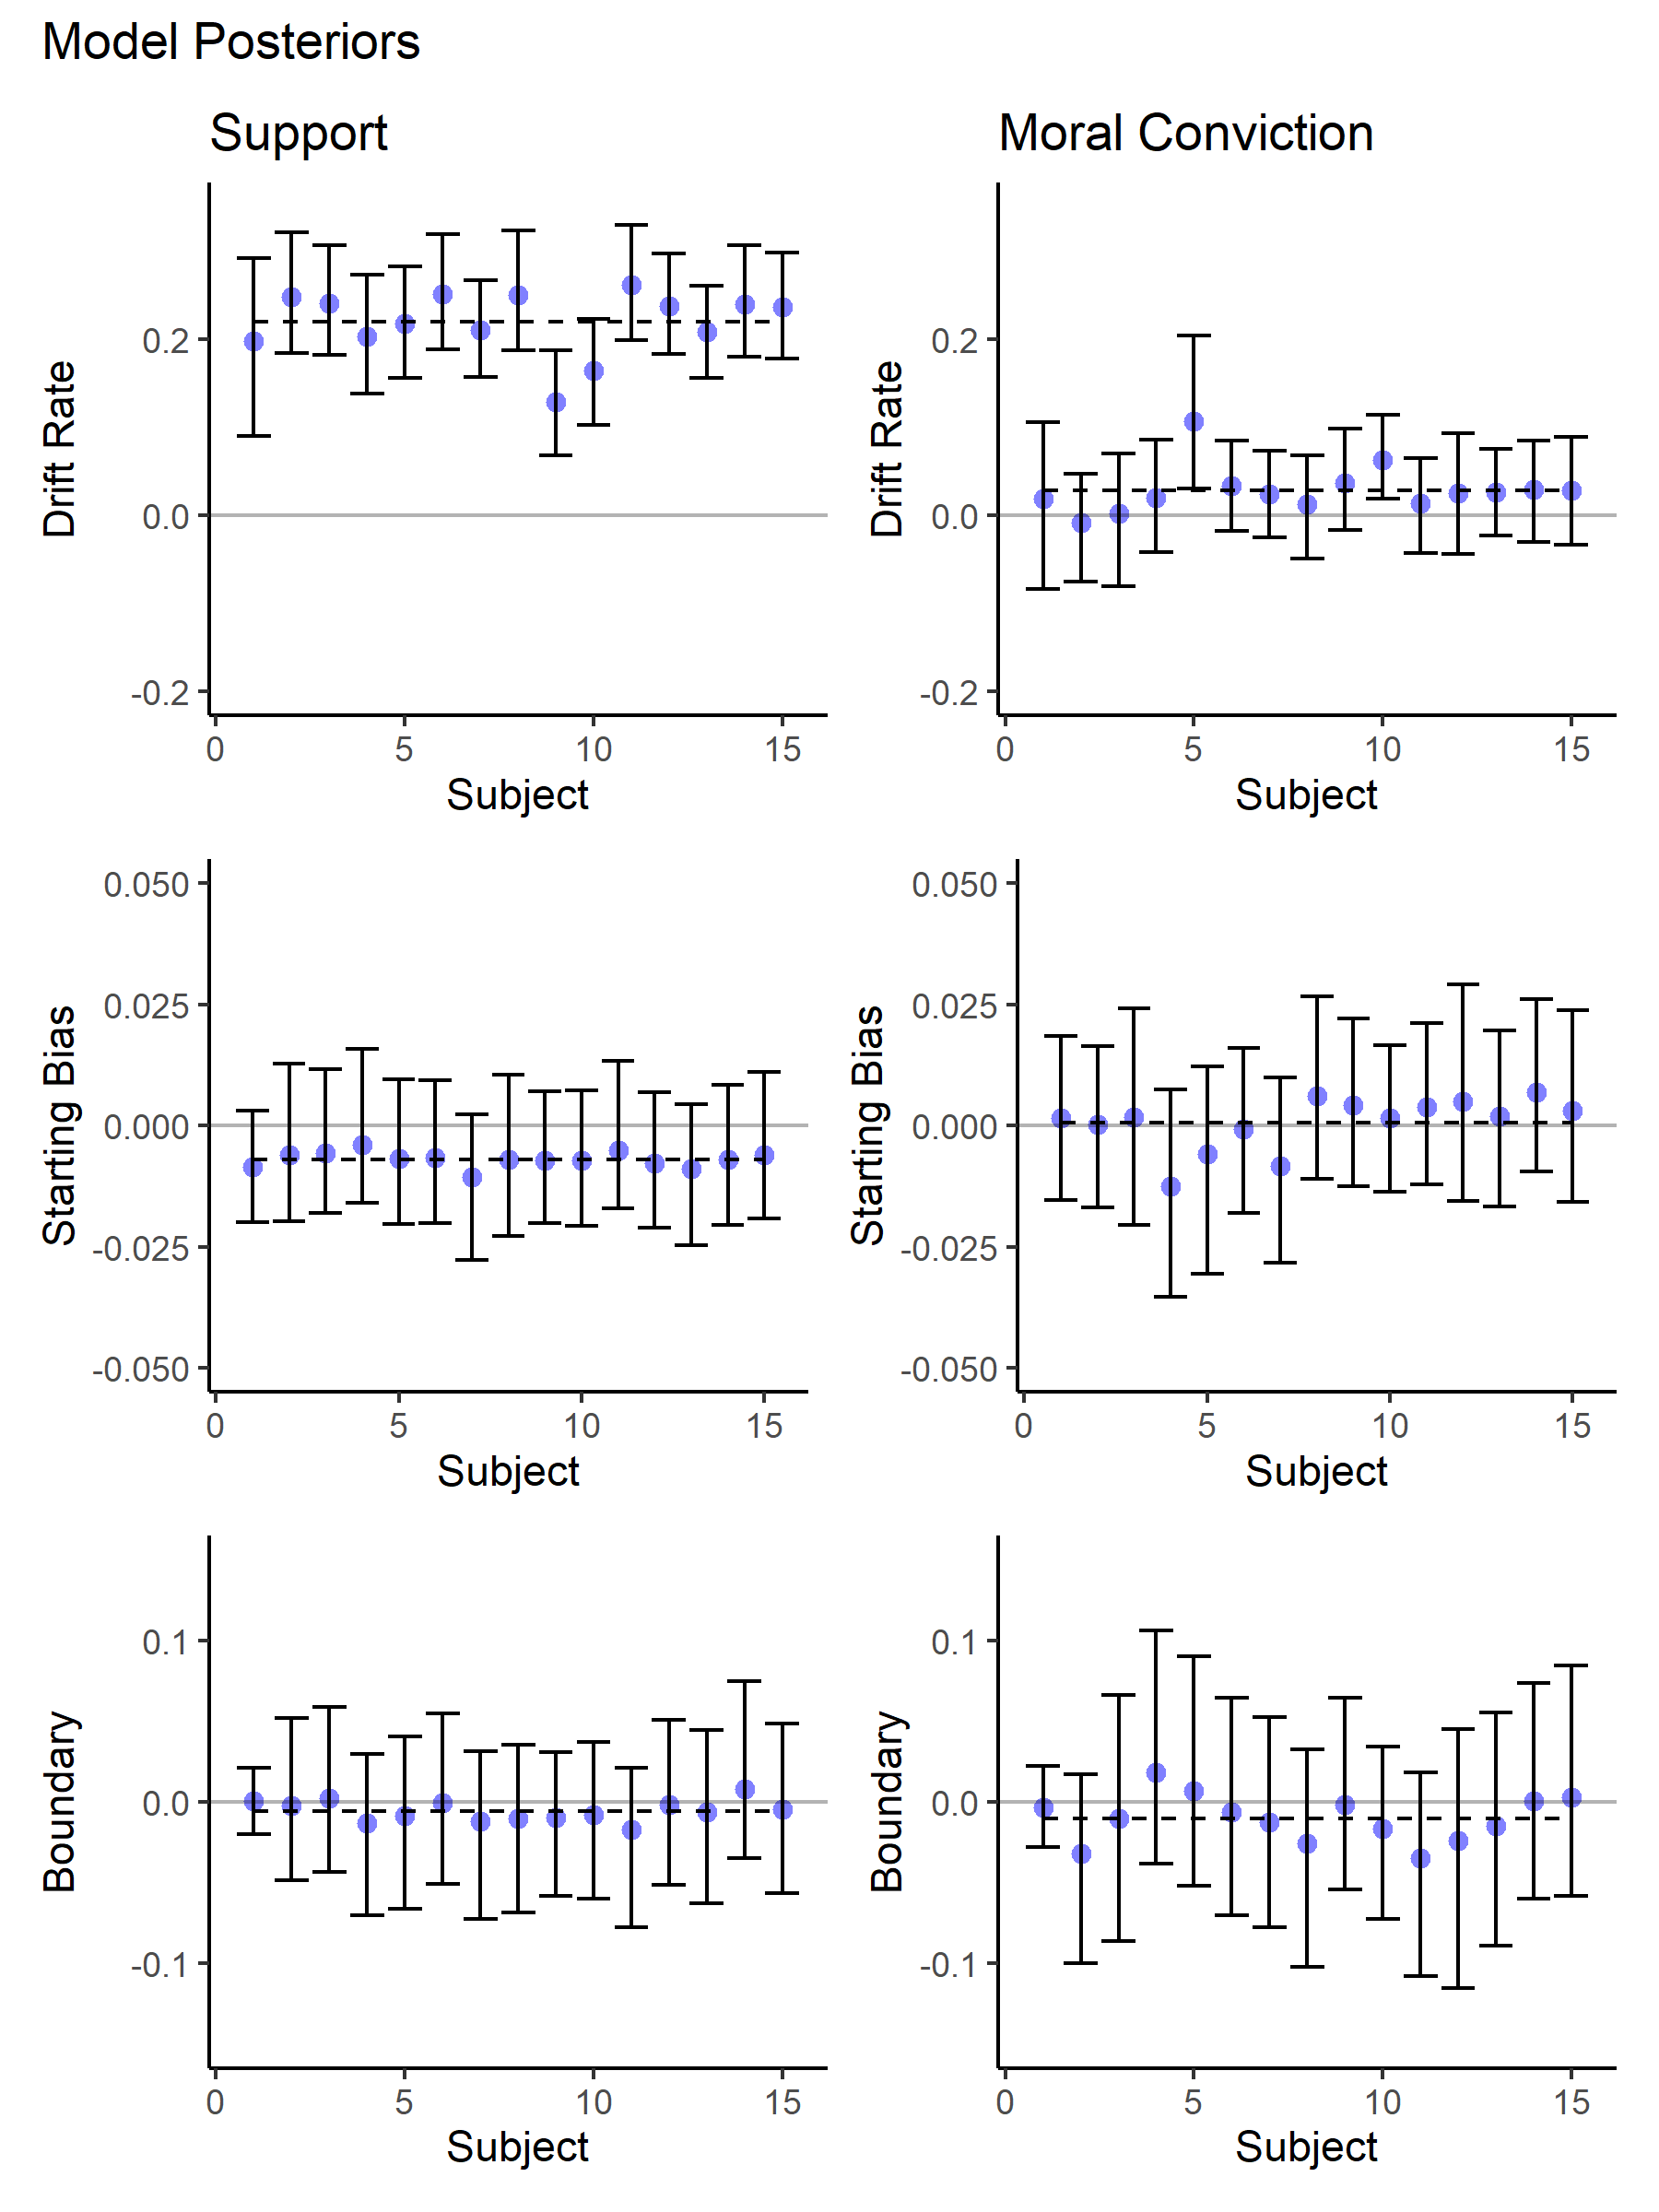 Model Posteriors
Support
Moral Conviction
Drift Rate
0.2
0.0
-0.2
0 5 10 15
Subject
Drift Rate
0.2
0.0
-0.2
0 5 10 15
Subject
Starting Bias
0.050
0.025
0.000
-0.025
-0.050
0 5 10 15
Subject
Starting Bias
0.050
0.025
0.000
-0.025
-0.050
0 5 10 15
Subject
Boundary
0.1
0.0
-0.1
0 5 10 15
Subject
Boundary
0.1
0.0
-0.1
0 5 10 15
Subject